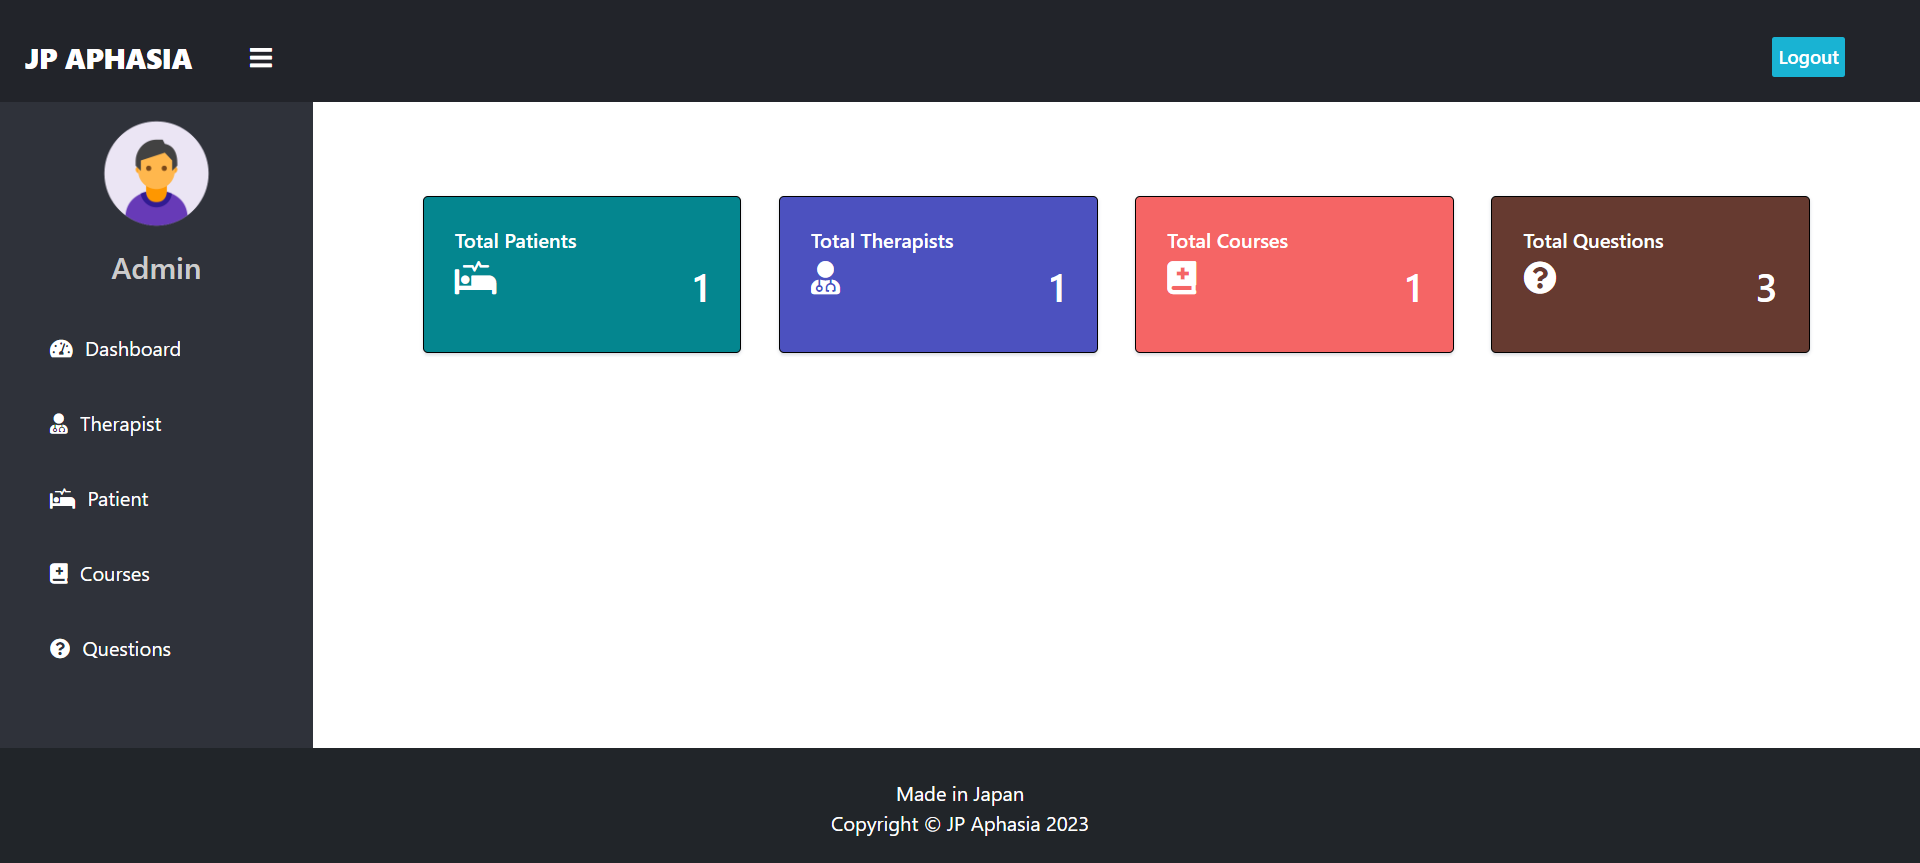 JP APHASIA
Logout
Admin
Dashboard
Therapist
Patient
Courses
Questions
Total Patients
1
Total Therapists
1
Total Courses
1
Total Questions
3
Made in Japan
Copyright © JP Aphasia 2023